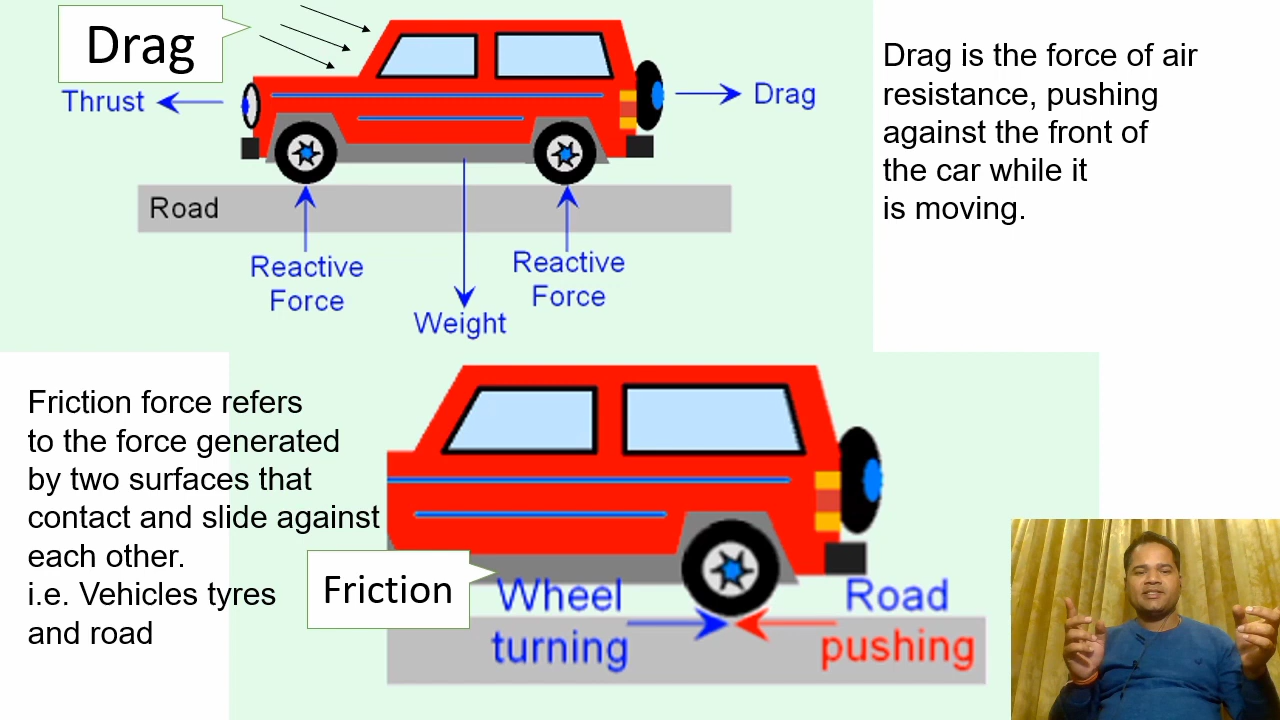 Drag
Thrust
Drag
Road
Reactive
Force
Reactive
Force
Weight
Drag is the force of air
resistance, pushing
against the front of
the car while it
is moving.
Friction force refers
to the force generated
by two surfaces that
contact and slide against
each other.
i.e. Vehicles tyres
and road
Friction
Wheel
turning
Road
pushing